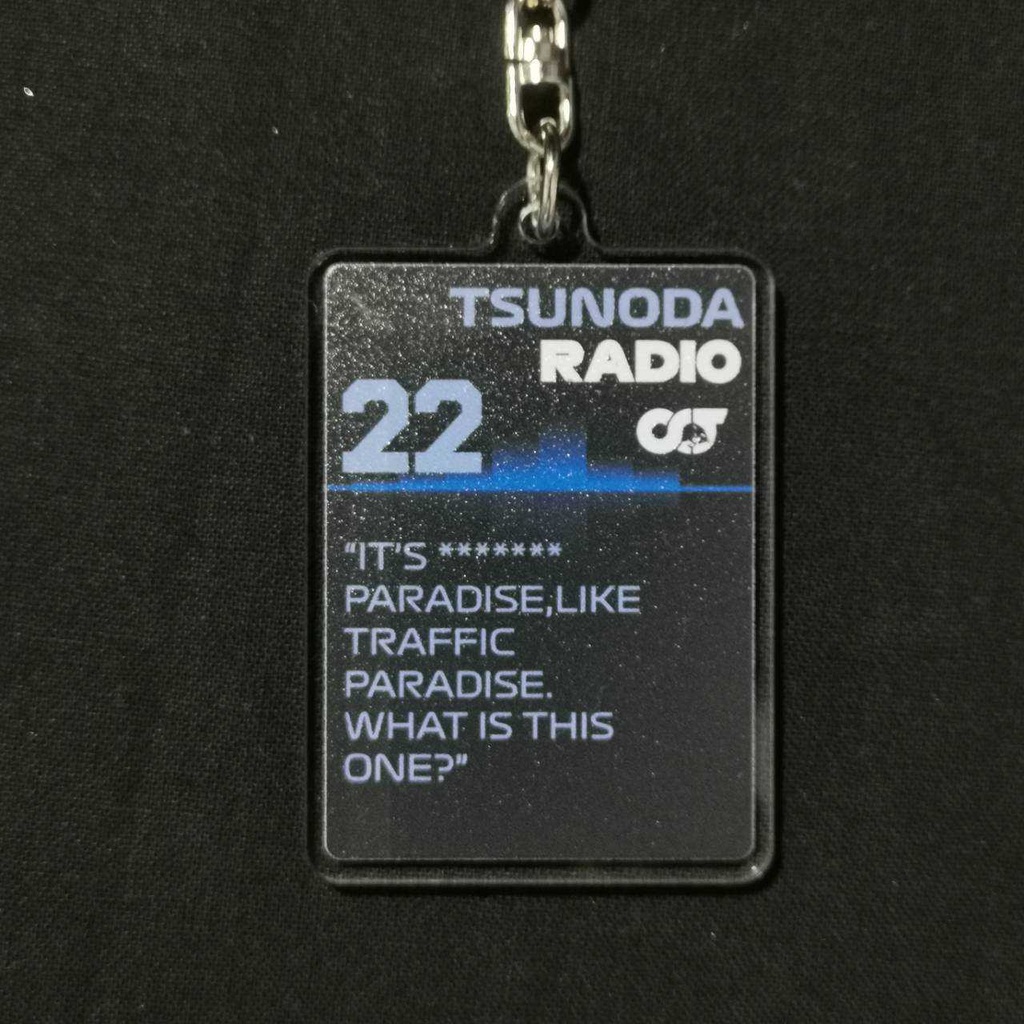 TSUNODA
RADIO
22
"IT'S *******
PARADISE,LIKE
TRAFFIC
PARADISE.
WHAT IS THIS
ONE?"